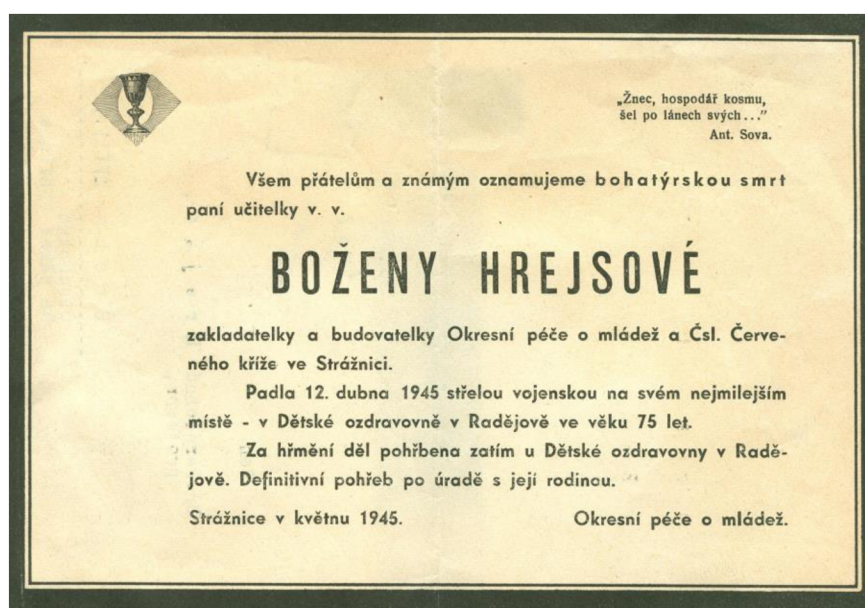 „Žnec, hospodář kosmu,
šel po lánech svých...”
Ant. Sova.
Všem přátelům a známým oznamujeme bohatýrskou smrt
paní učitelky v. v.
BOŽENY HREJSOVÉ
zakladatelky a budovatelky Okresní péče o mládež a Čsl. Červe-
ného kříže ve Strážnici.
Padla 12. dubna 1945 střelou vojenskou na svém nejmilejším
místě - v Dětské ozdravovně v Radějově ve věku 75 let.
Za hřmění děl pohřbena zatím u Dětské ozdravovny v Radě-
jově. Definitivní pohřeb po úradě s její rodinou.
Strážnice v květnu 1945. Okresní péče o mládež.